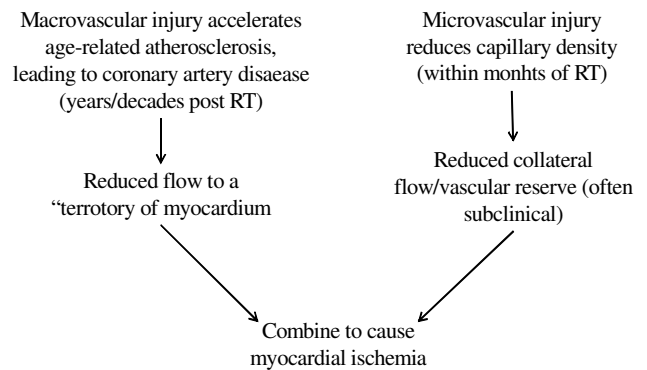 Macrovascular injury accelerates
age-related atherosclerosis,
leading to coronary artery disaease
(years/decades post RT)
Reduced flow to a
“terrotory of myocardium
Microvascular injury
reduces capillary density
(within monhts of RT)
Reduced collateral
flow/vascular reserve (often
subclinical)
Combine to cause
myocardial ischemia